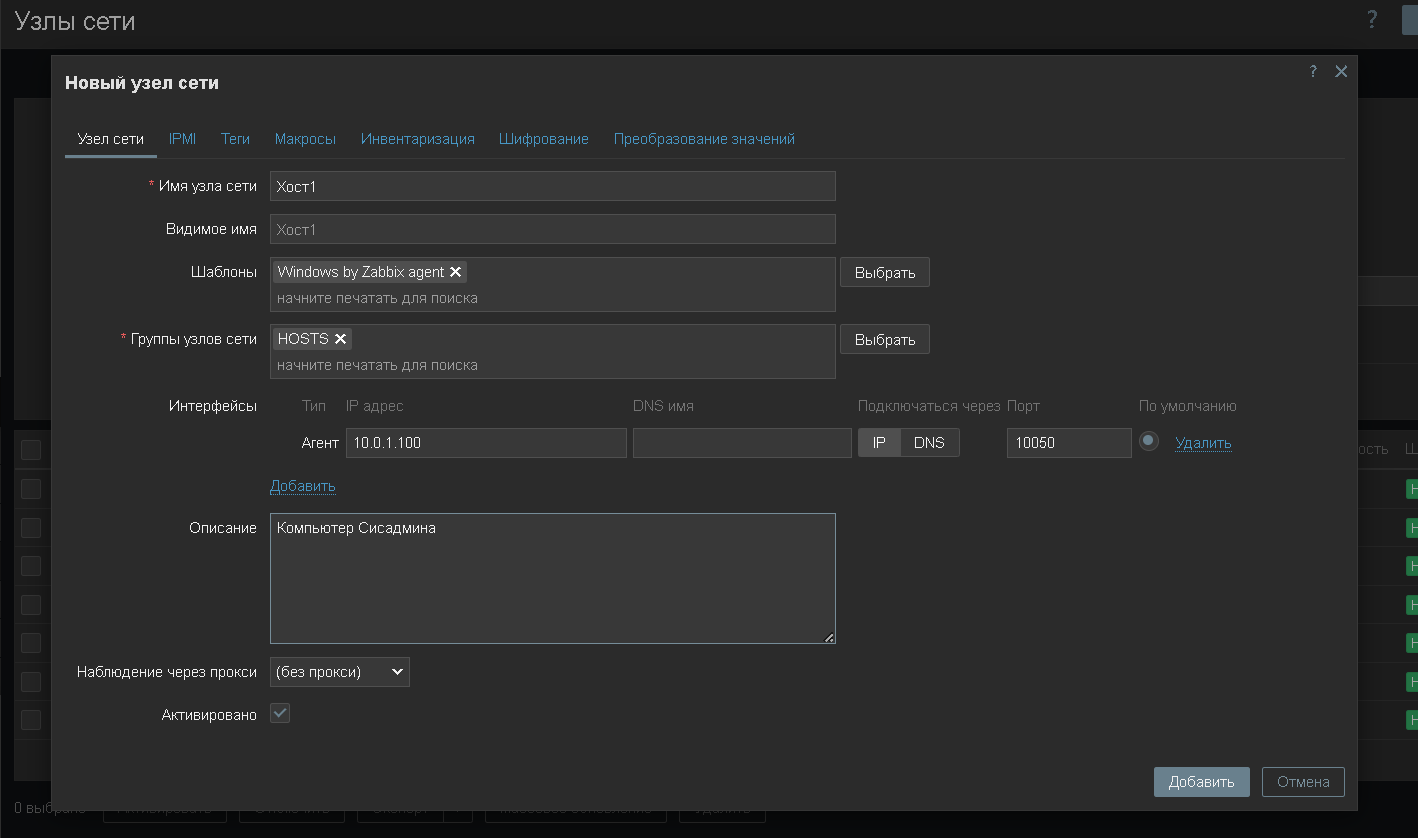 Узлы сети
?
Новый узел сети
?
Узел сети IPMI Теги Макросы Инвентаризация Шифрование Преобразование значений
* Имя узла сети Хост1
Видимое имя Хост1
Шаблоны Windows by Zabbix agent Выбрать
начните печатать для поиска
* Группы узлов сети HOSTS Выбрать
начните печатать для поиска
Интерфейсы Тип IP адрес DNS имя Подключаться через Порт По умолчанию
Агент 10.0.1.100 IP DNS 10050 Удалить
Добавить
Описание Компьютер Сисадмина
Наблюдение через прокси (без прокси)
Активировано
Добавить Отмена
0 выбрано